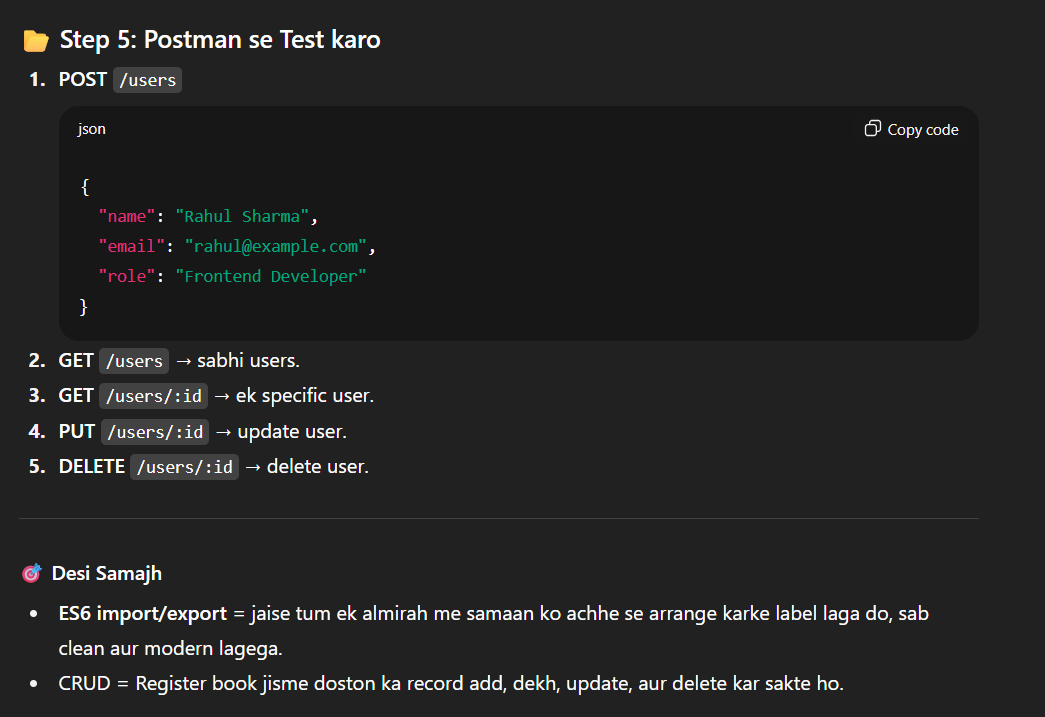 📂 Step 5: Postman se Test karo
1. POST /users
json Copy code
{
"name": "Rahul Sharma",
"email": "rahul@example.com",
"role": "Frontend Developer"
}
2. GET /users → sabhi users.
3. GET /users/:id → ek specific user.
4. PUT /users/:id → update user.
5. DELETE /users/:id → delete user.
🎯 Desi Samajh
• ES6 import/export = jaise tum ek almirah me samaan ko achhe se arrange karke label laga do, sab
clean aur modern lagega.
• CRUD = Register book jisme doston ka record add, dekh, update, aur delete kar sakte ho.